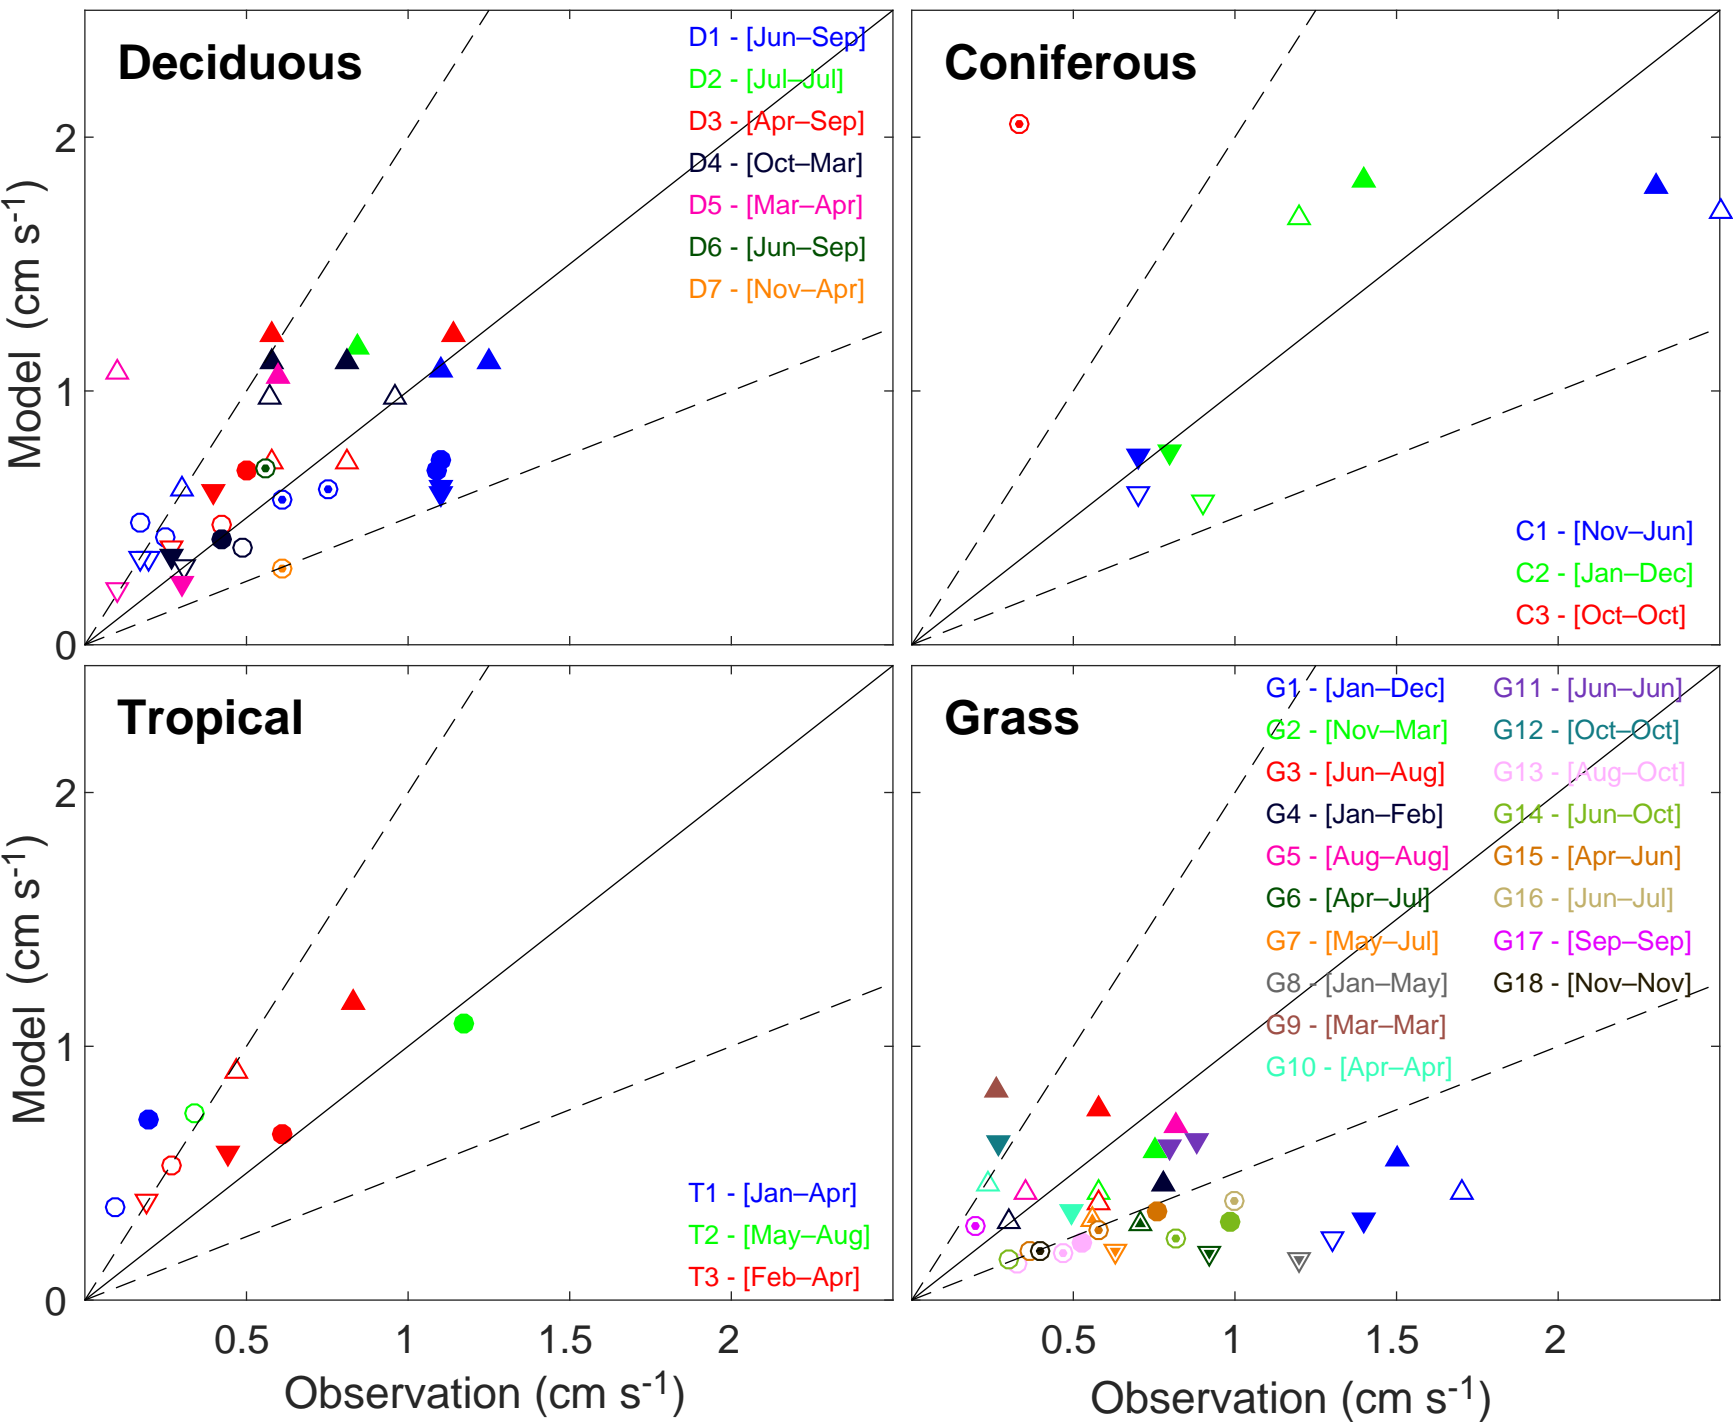 Deciduous
D1 - [Jun–Sep]
D2 - [Jul–Jul]
D3 - [Apr–Sep]
D4 - [Oct–Mar]
D5 - [Mar–Apr]
D6 - [Jun–Sep]
D7 - [Nov–Apr]
2
1
0
Model (cm s-1)
Coniferous
C1 - [Nov–Jun]
C2 - [Jan–Dec]
C3 - [Oct–Oct]
Tropical
T1 - [Jan–Apr]
T2 - [May–Aug]
T3 - [Feb–Apr]
2
1
0
Model (cm s-1)
0.5 1 1.5 2
Observation (cm s-1)
Grass
G1 - [Jan–Dec]
G2 - [Nov–Mar]
G3 - [Jun–Aug]
G4 - [Jan–Feb]
G5 - [Aug–Aug]
G6 - [Apr–Jul]
G7 - [May–Jul]
G8 - [Jan–May]
G9 - [Mar–Mar]
G10 - [Apr–Apr]
G11 - [Jun–Jun]
G12 - [Oct–Oct]
G13 - [Aug–Oct]
G14 - [Jun–Oct]
G15 - [Apr–Jun]
G16 - [Jun–Jul]
G17 - [Sep–Sep]
G18 - [Nov–Nov]
0.5 1 1.5 2
Observation (cm s-1)